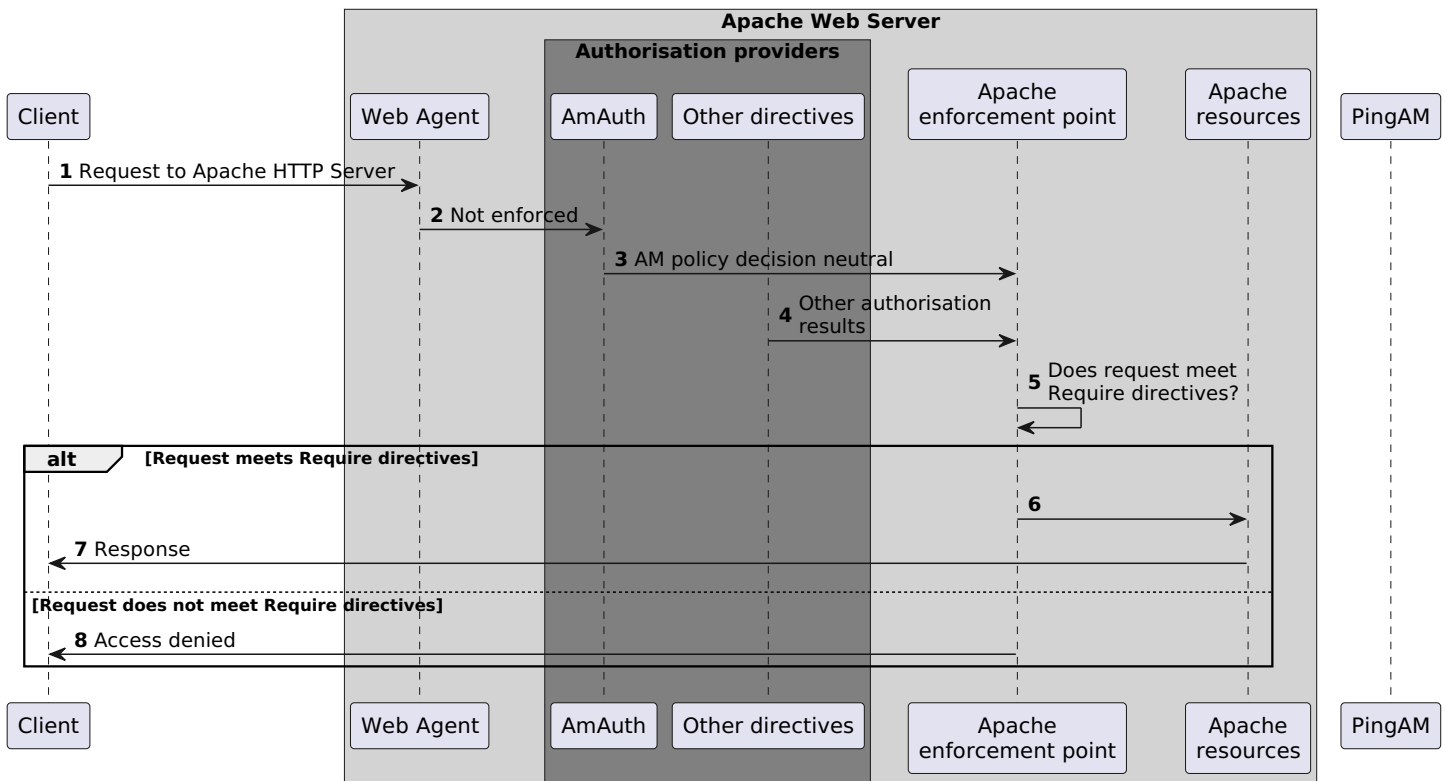 Apache Web Server
Authorisation providers
Client
Web Agent
AmAuth
Other directives
Apache
enforcement point
Apache
resources
PingAM
1 Request to Apache HTTP Server
2 Not enforced
3 AM policy decision neutral
4 Other authorisation
results
5 Does request meet
Require directives?
alt [Request meets Require directives]
6
7 Response
[Request does not meet Require directives]
8 Access denied
Client
Web Agent
AmAuth
Other directives
Apache
enforcement point
Apache
resources
PingAM